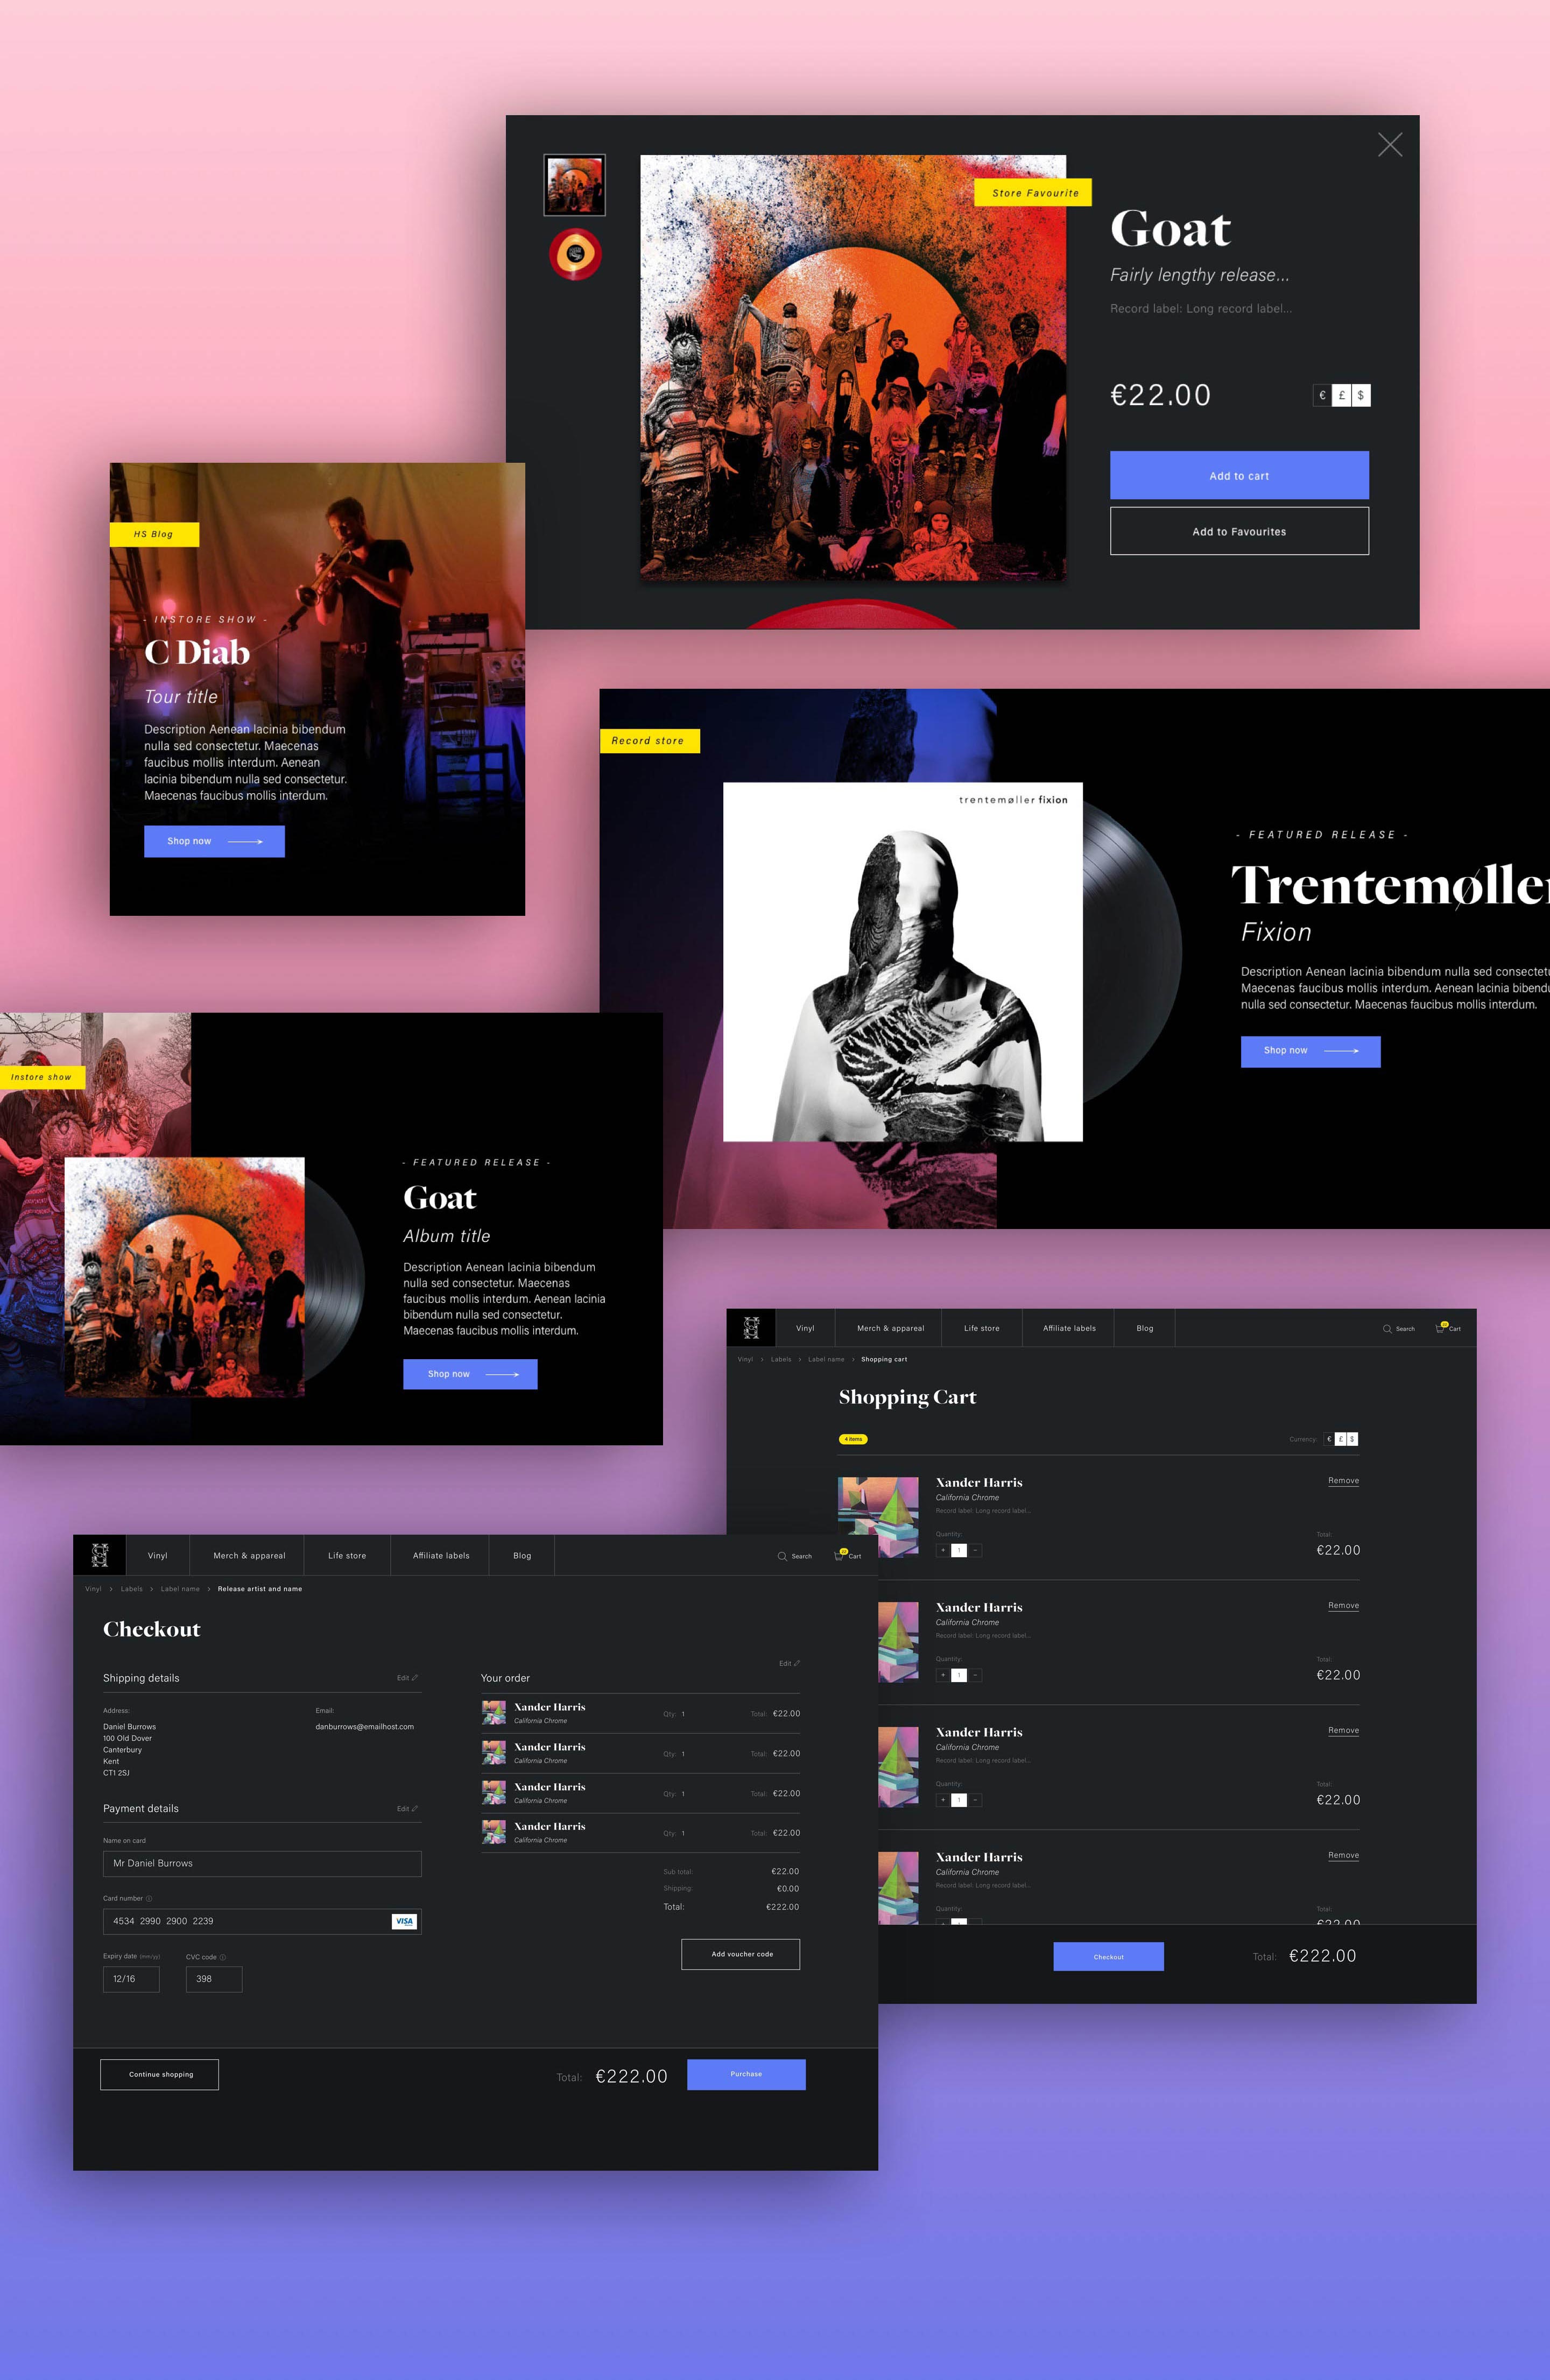 Store Favourite
Goat
Fairly lengthy release...
Record label: Long record label...
€22.00
€ £ $
Add to cart
Add to Favourites
HS Blog
- INSTORE SHOW -
C Diab
Tour title
Description Aenean lacinia bibendum
nulla sed consectetur. Maecenas
faucibus mollis interdum. Aenean
lacinia bibendum nulla sed consectetur.
Maecenas faucibus mollis interdum.
Shop now
Record store
trentemøller fixion
- FEATURED RELEASE -
Trentemølle
Fixion
Description Aenean lacinia bibendum nulla sed consectet
Maecenas faucibus mollis interdum. Aenean lacinia bibend
nulla sed consectetur. Maecenas faucibus mollis interdum.
Shop now
Instore show
- FEATURED RELEASE -
Goat
Album title
Description Aenean lacinia bibendum
nulla sed consectetur. Maecenas
faucibus mollis interdum. Aenean lacinia
bibendum nulla sed consectetur.
Maecenas faucibus mollis interdum.
Shop now
Vinyl Merch & appareal Life store Affiliate labels Blog Search Cart
Vinyl > Labels > Label name > Shopping cart
Shopping Cart
4 items Currency: € £ $
Xander Harris Remove
California Chrome
Record label: Long record label...
Quantity: Total:
+ 1 - €22.00
Xander Harris Remove
California Chrome
Record label: Long record label...
Quantity: Total:
+ 1 - €22.00
Xander Harris Remove
California Chrome
Record label: Long record label...
Quantity: Total:
+ 1 - €22.00
Xander Harris Remove
California Chrome
Record label: Long record label...
Quantity: Total:
€22.00
Checkout Total: €222.00
Vinyl Merch & appareal Life store Affiliate labels Blog Search Cart
Vinyl > Labels > Label name > Release artist and name
Checkout
Shipping details Edit
Address: Email:
Daniel Burrows danburrows@emailhost.com
100 Old Dover
Canterbury
Kent
CT1 2SJ
Payment details Edit
Name on card
Mr Daniel Burrows
Card number
4534 2990 2900 2239 VISA
Expiry date (mm/yy) CVC code
12/16 398
Edit
Your order
Xander Harris
California Chrome
Qty: 1 Total: €22.00
Xander Harris
California Chrome
Qty: 1 Total: €22.00
Xander Harris
California Chrome
Qty: 1 Total: €22.00
Xander Harris
California Chrome
Qty: 1 Total: €22.00
Sub total: €22.00
Shipping: €0.00
Total: €222.00
Add voucher code
Continue shopping Total: €222.00 Purchase